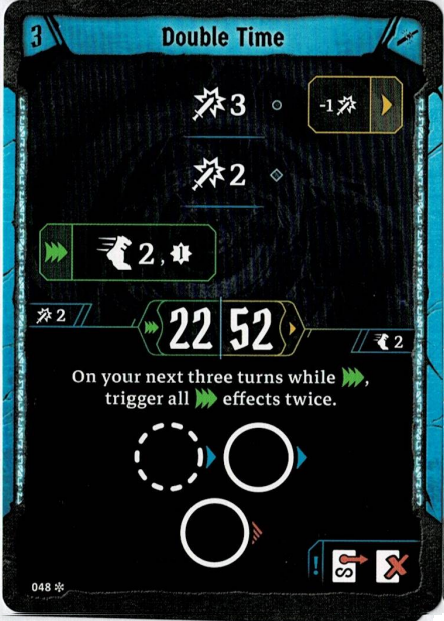 3 Double Time
3 -1
2
2, 1
2 22 52 2
On your next three turns while ,
trigger all effects twice.
S
048